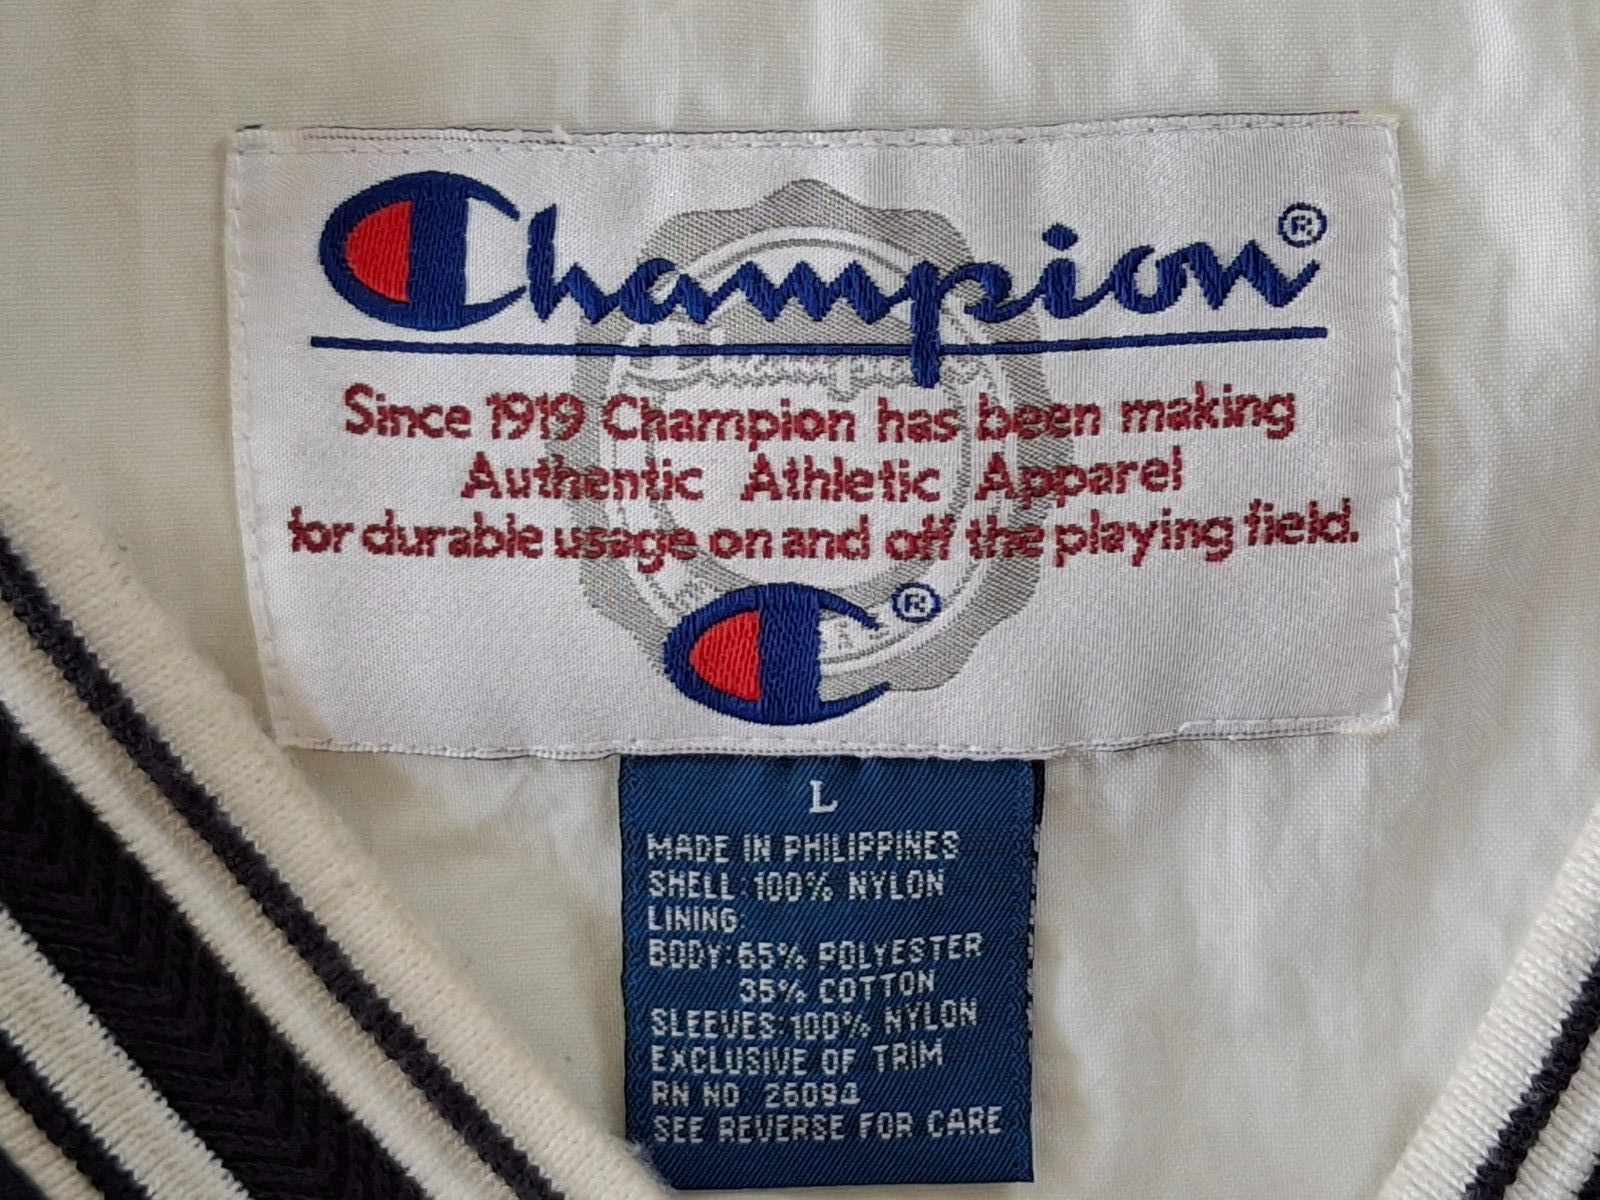 Champion®
Since 1919 Champion has been making
Authentic Athletic Apparel
for durable usage on and off the playing field.
®
L
MADE IN PHILIPPINES
SHELL: 100% NYLON
LINING:
BODY: 65% POLYESTER
35% COTTON
SLEEVES: 100% NYLON
EXCLUSIVE OF TRIM
RN NO. 26094
SEE REVERSE FOR CARE